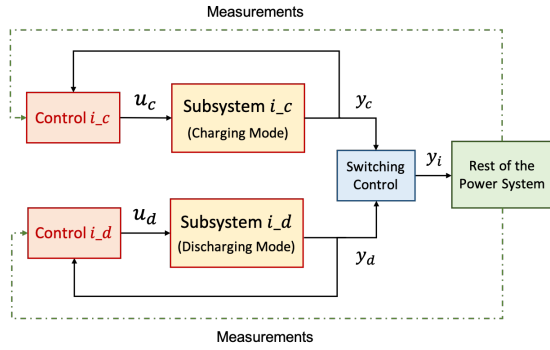 Measurements
Control i_c
u_c
Subsystem i_c
(Charging Mode)
y_c
Switching
Control
y_i
Rest of the
Power System
Control i_d
u_d
Subsystem i_d
(Discharging Mode)
y_d
Measurements